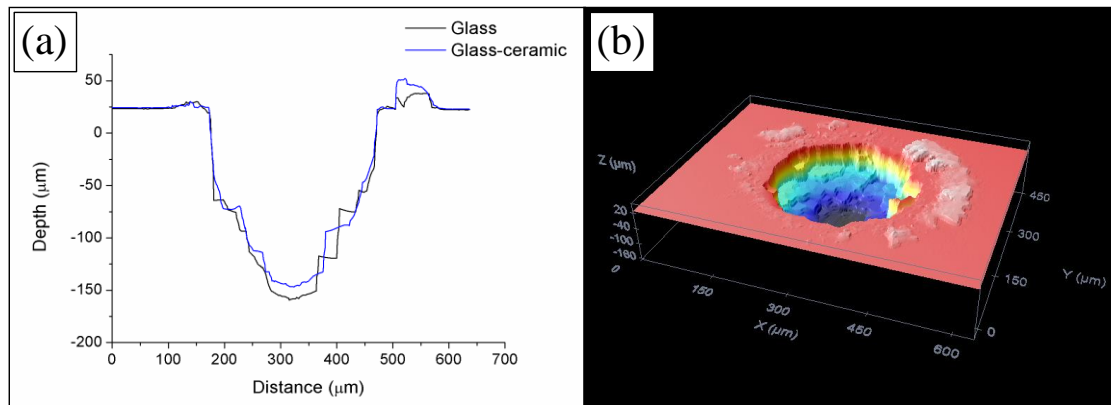 (a)
Glass
Glass-ceramic
50
0
-50
-100
-150
-200
Depth (μm)
0 100 200 300 400 500 600 700
Distance (μm)
(b)
Z (μm)
20
-40
-100
-160
0
150
300
450
600
X (μm)
0
150
300
450
Y (μm)